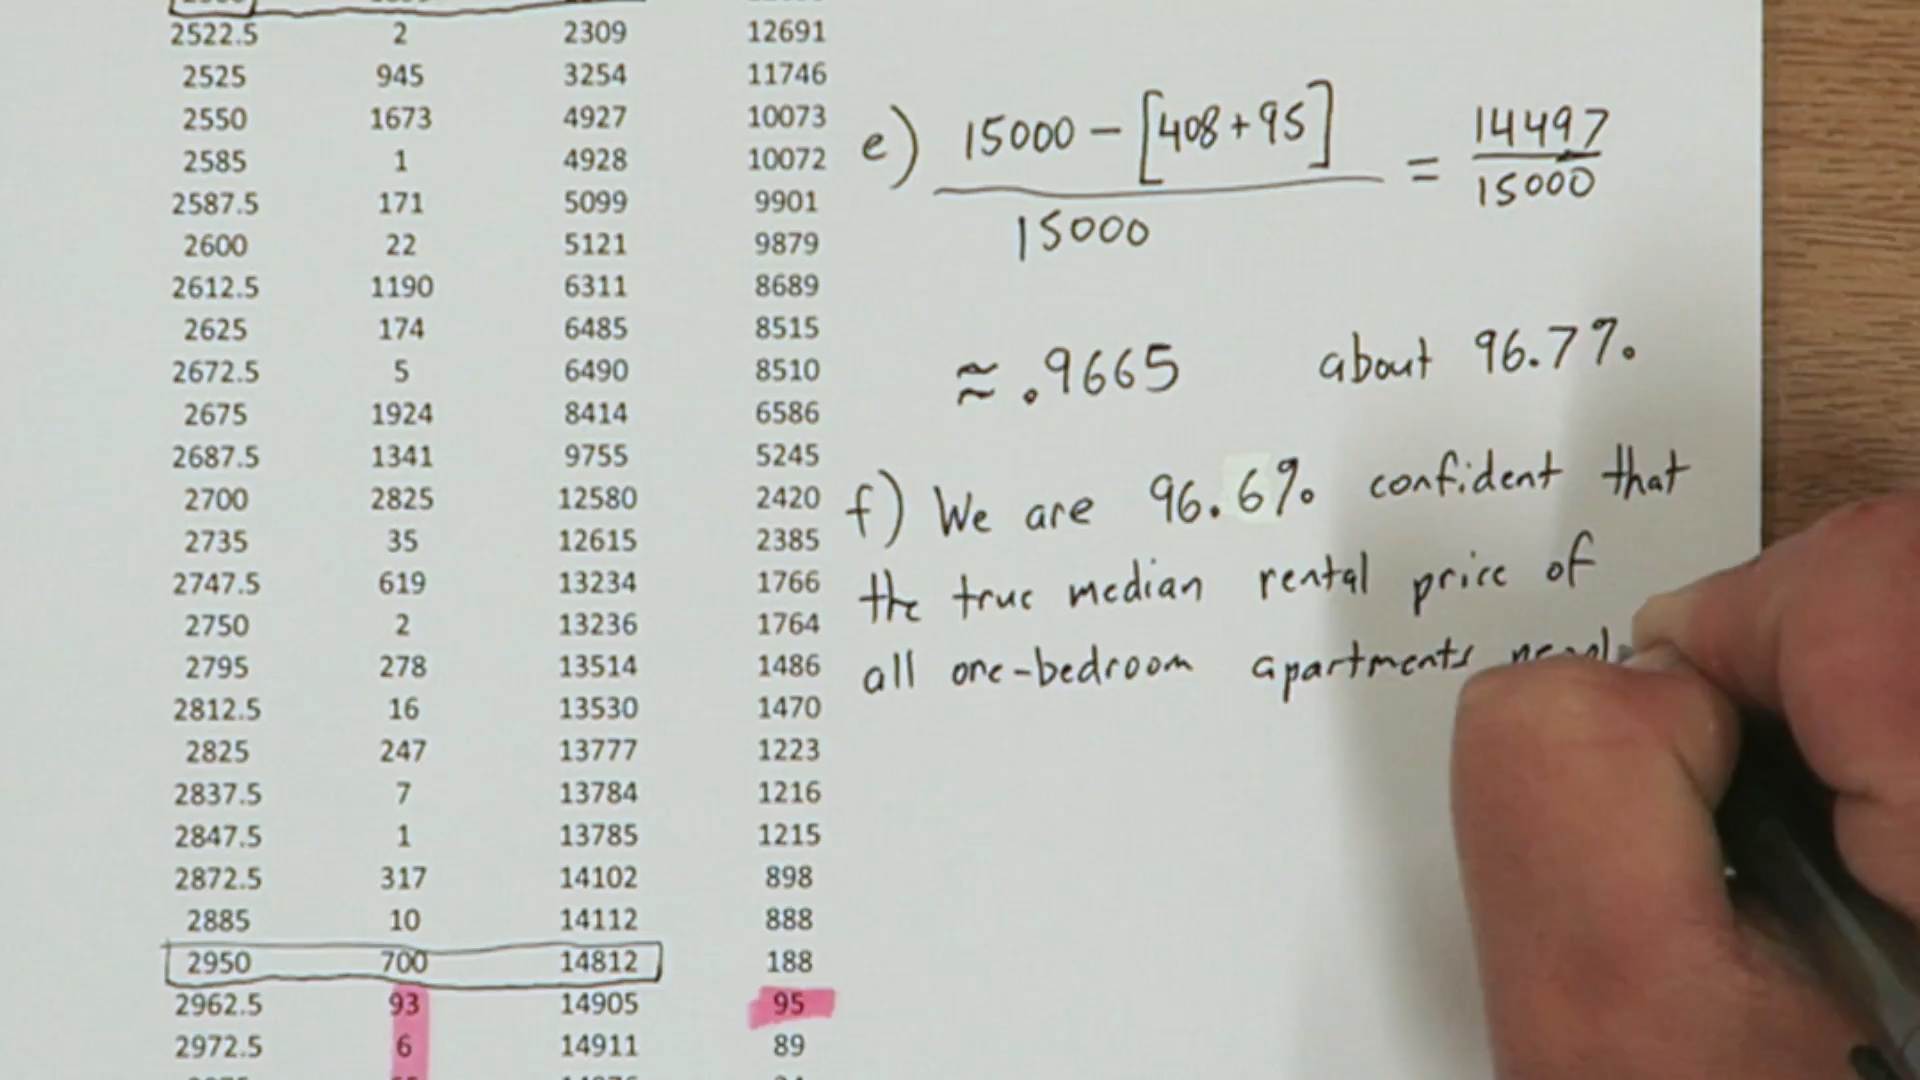 2522.5 2 2309 12691
2525 945 3254 11746
2550 1673 4927 10073
2585 1 4928 10072
2587.5 171 5099 9901
2600 22 5121 9879
2612.5 1190 6311 8689
2625 174 6485 8515
2672.5 5 6490 8510
2675 1924 8414 6586
2687.5 1341 9755 5245
2700 2825 12580 2420
2735 35 12615 2385
2747.5 619 13234 1766
2750 2 13236 1764
2795 278 13514 1486
2812.5 16 13530 1470
2825 247 13777 1223
2837.5 7 13784 1216
2847.5 1 13785 1215
2872.5 317 14102 898
2885 10 14112 888
2950 700 14812 188
2962.5 93 14905 95
2972.5 6 14911 89
e) 15000 - [408+95] = 14497
15000 15000
≈ .9665 about 96.7%
f) We are 96.6% confident that
the true median rental price of
all one-bedroom apartments